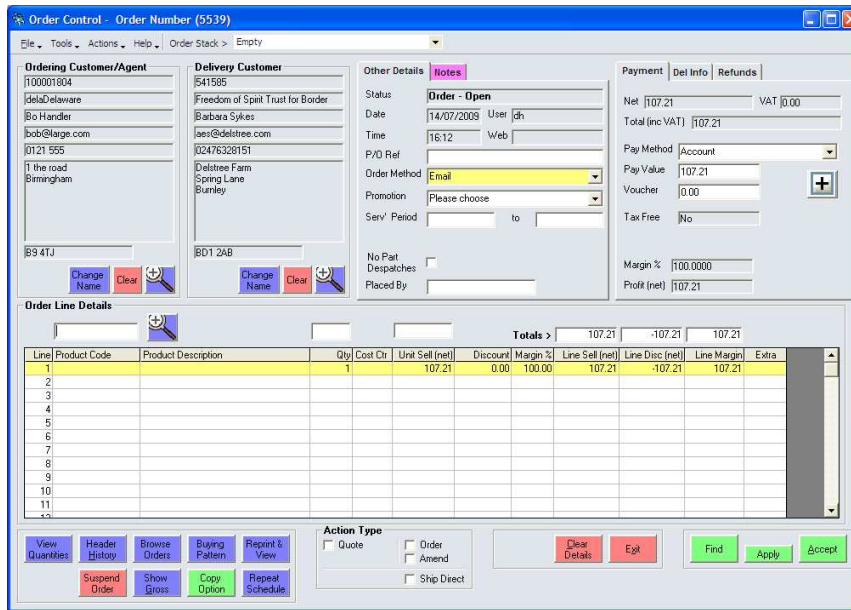 Order Control - Order Number (5539)
File Tools Actions Help Order Stack > Empty
Ordering Customer/Agent
100001804
delaDelaware
Bo Handler
bob@large.com
0121 555
1 the road
Birmingham
B9 4TJ
Change Name
Clear
Delivery Customer
541585
Freedom of Spirit Trust for Border
Barbara Sykes
aes@delstree.com
02476328151
Delstree Farm
Spring Lane
Burnley
BD1 2AB
Change Name
Clear
Other Details Notes
Status Order - Open
Date 14/07/2009 User dh
Time 16:12 Web
P/O Ref
Order Method Email
Promotion Please choose
Serv' Period to
No Part Despatches
Placed By
Payment Del Info Refunds
Net 107.21 VAT 0.00
Total (inc VAT) 107.21
Pay Method Account
Pay Value 107.21
Voucher 0.00
Tax Free No
Margin % 100.0000
Profit (net) 107.21
Order Line Details
Totals > 107.21 -107.21 107.21
Line Product Code Product Description Qty Cost Ctr Unit Sell (net) Discount Margin % Line Sell (net) Line Disc (net) Line Margin Extra
1 1 107.21 0.00 100.00 107.21 -107.21 107.21
2
3
4
5
6
7
8
9
10
11
View Quantities
Header History
Browse Orders
Buying Pattern
Reprint & View
Suspend Order
Show Gross
Copy Option
Repeat Schedule
Action Type
Quote Order
Amend
Ship Direct
Clear Details
Exit
Find
Apply
Accept